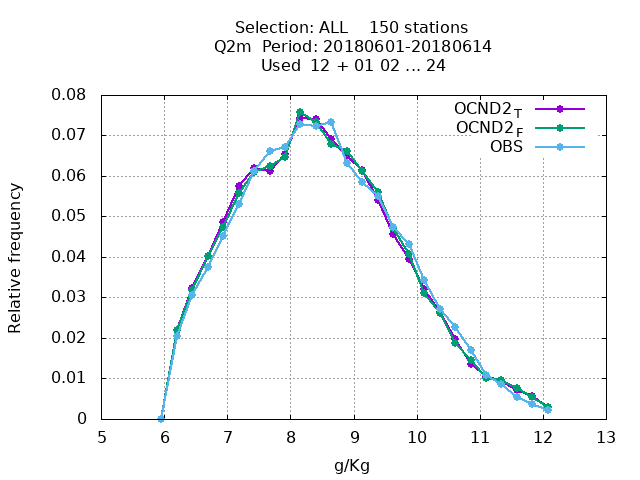 Selection: ALL    150 stations
Q2m  Period: 20180601-20180614
Used  12 + 01 02 ... 24
OCND2_T
OCND2_F
OBS
Relative frequency
0.08
0.07
0.06
0.05
0.04
0.03
0.02
0.01
0
5 6 7 8 9 10 11 12 13
g/Kg